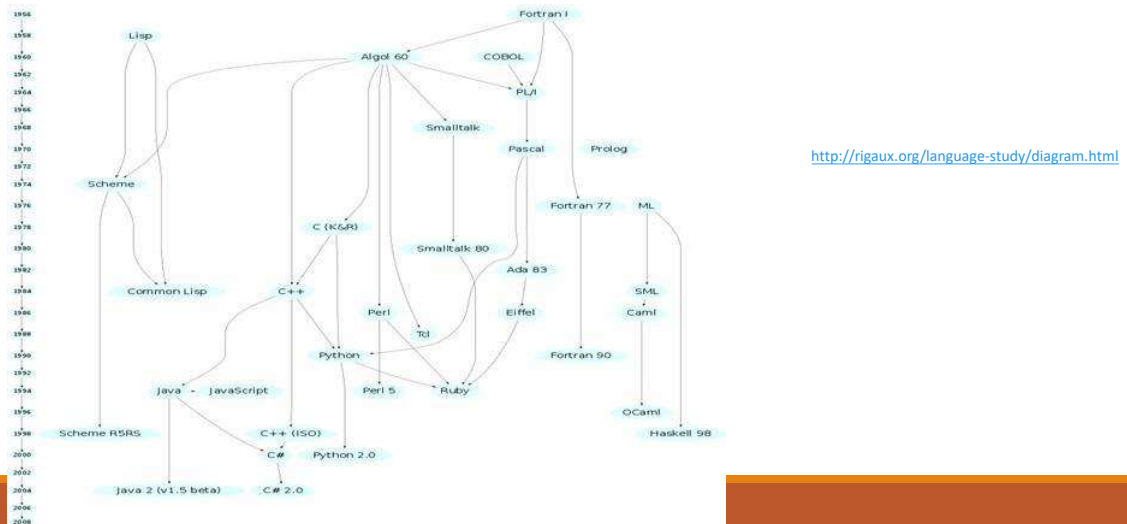 1956
Fortran I
1958
Lisp
1960
Algol 60
COBOL
1962
1964
PL/I
1966
1968
Smalltalk
1970
Pascal
Prolog
http://rigaux.org/language-study/diagram.html
1972
1974
Scheme
1976
Fortran 77
ML
1978
C (K&R)
1980
Smalltalk 80
1982
Ada 83
1984
Common Lisp
C++
SML
1986
Perl
Eiffel
Caml
1988
Tcl
1990
Python
Fortran 90
1992
1994
Java
JavaScript
Perl 5
Ruby
1996
OCaml
1998
Scheme R5RS
C++ (ISO)
Haskell 98
2000
C#
Python 2.0
2002
2004
Java 2 (v1.5 beta)
C# 2.0
2006
2008